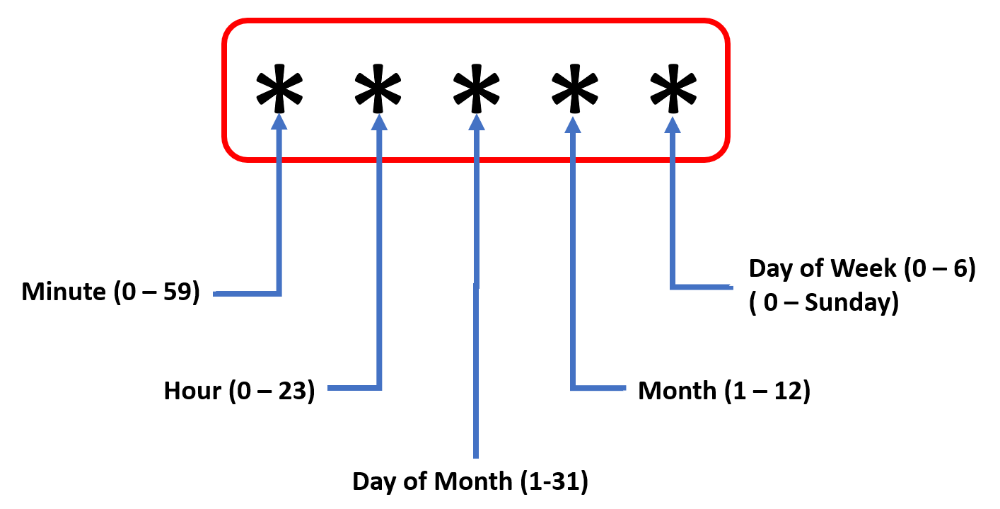 * * * * *
Minute (0 – 59)
Hour (0 – 23)
Day of Month (1-31)
Month (1 – 12)
Day of Week (0 – 6)
( 0 – Sunday)